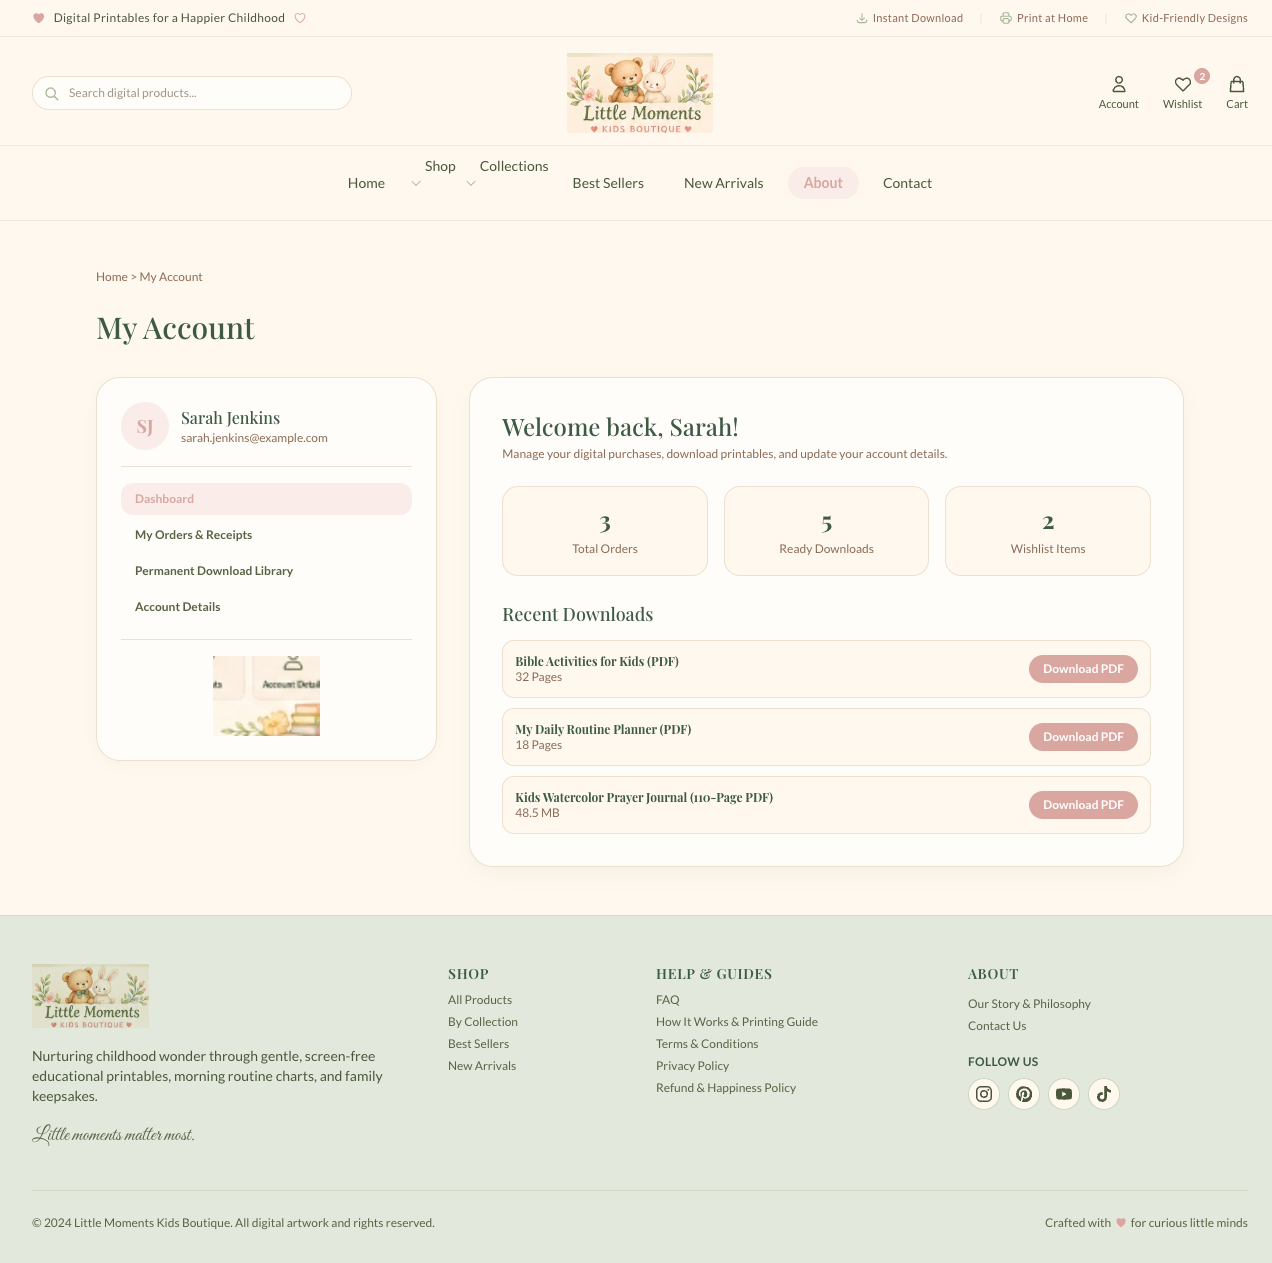 Digital Printables for a Happier Childhood
Instant Download
Print at Home
Kid-Friendly Designs
Search digital products...
Little Moments
KIDS BOUTIQUE
Account
Wishlist
2
Cart
Home
Shop
Collections
Best Sellers
New Arrivals
About
Contact
Home > My Account
My Account
SJ
Sarah Jenkins
sarah.jenkins@example.com
Dashboard
My Orders & Receipts
Permanent Download Library
Account Details
ts
Account Detail
Welcome back, Sarah!
Manage your digital purchases, download printables, and update your account details.
3
Total Orders
5
Ready Downloads
2
Wishlist Items
Recent Downloads
Bible Activities for Kids (PDF)
32 Pages
Download PDF
My Daily Routine Planner (PDF)
18 Pages
Download PDF
Kids Watercolor Prayer Journal (110-Page PDF)
48.5 MB
Download PDF
Little Moments
KIDS BOUTIQUE
Nurturing childhood wonder through gentle, screen-free
educational printables, morning routine charts, and family
keepsakes.
Little moments matter most.
SHOP
All Products
By Collection
Best Sellers
New Arrivals
HELP & GUIDES
FAQ
How It Works & Printing Guide
Terms & Conditions
Privacy Policy
Refund & Happiness Policy
ABOUT
Our Story & Philosophy
Contact Us
FOLLOW US
© 2024 Little Moments Kids Boutique. All digital artwork and rights reserved.
Crafted with for curious little minds